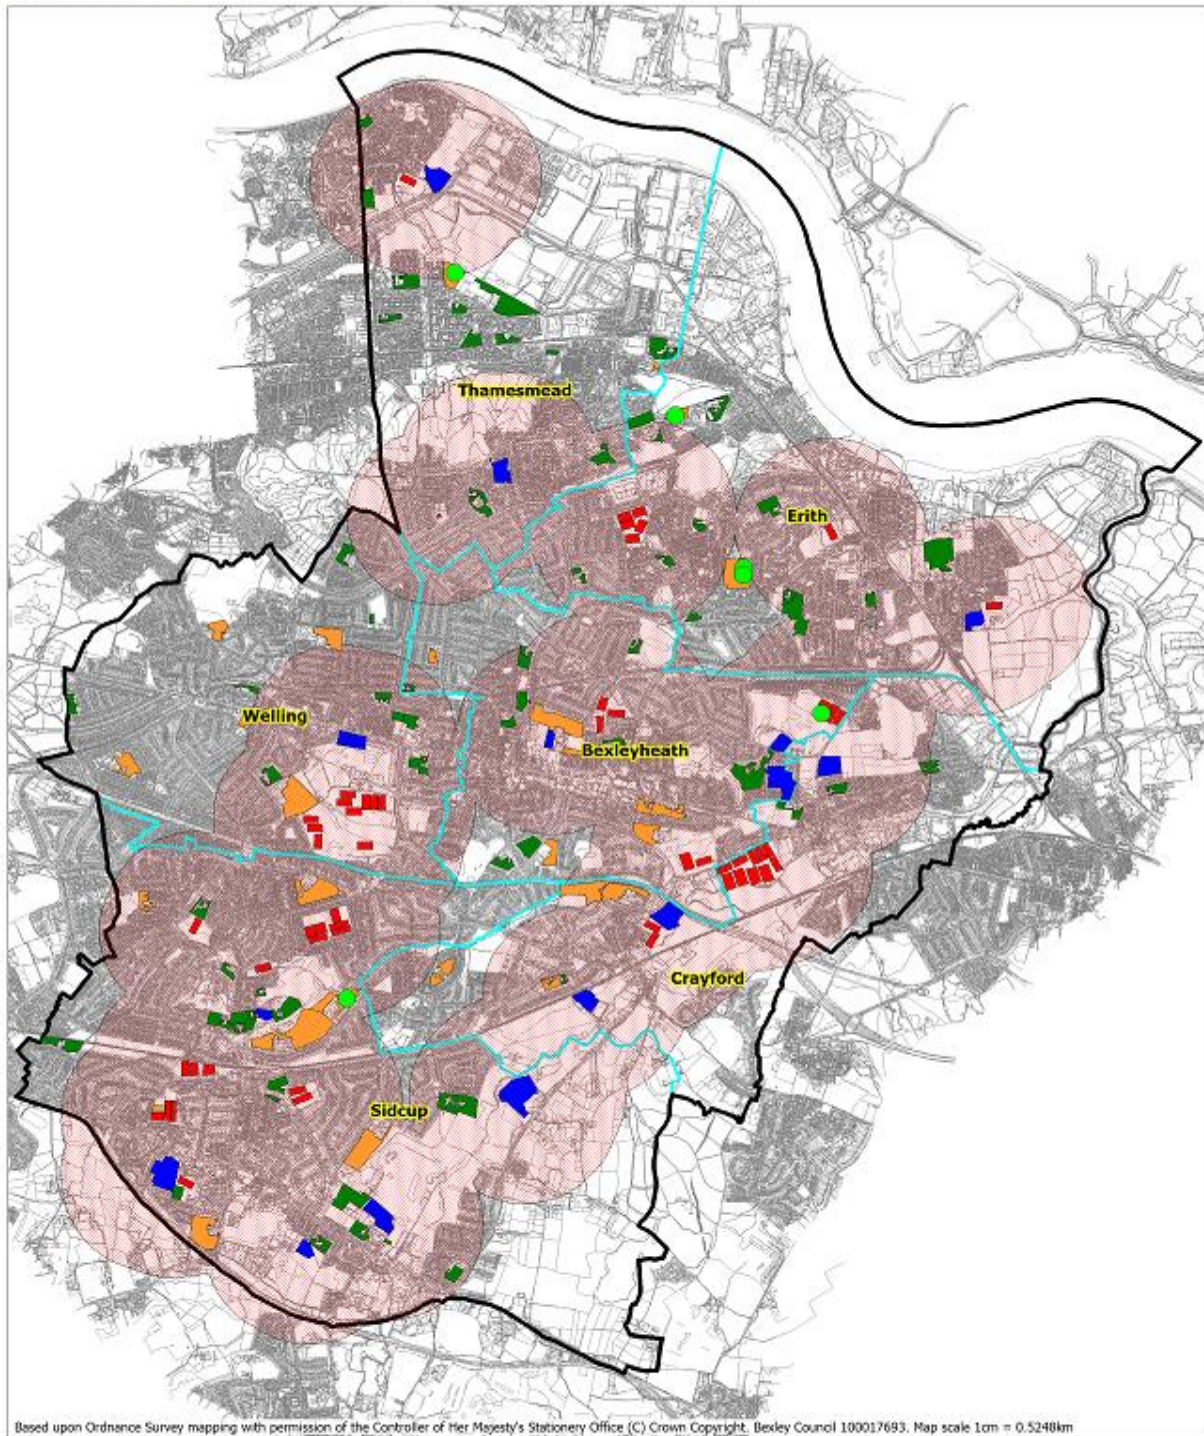 Thamesmead
Erith
Welling
Bexleyheath
Crayford
Sidcup
Based upon Ordnance Survey mapping with permission of the Controller of Her Majesty's Stationery Office (C) Crown Copyright. Bexley Council 100017693. Map scale 1cm = 0.5248km